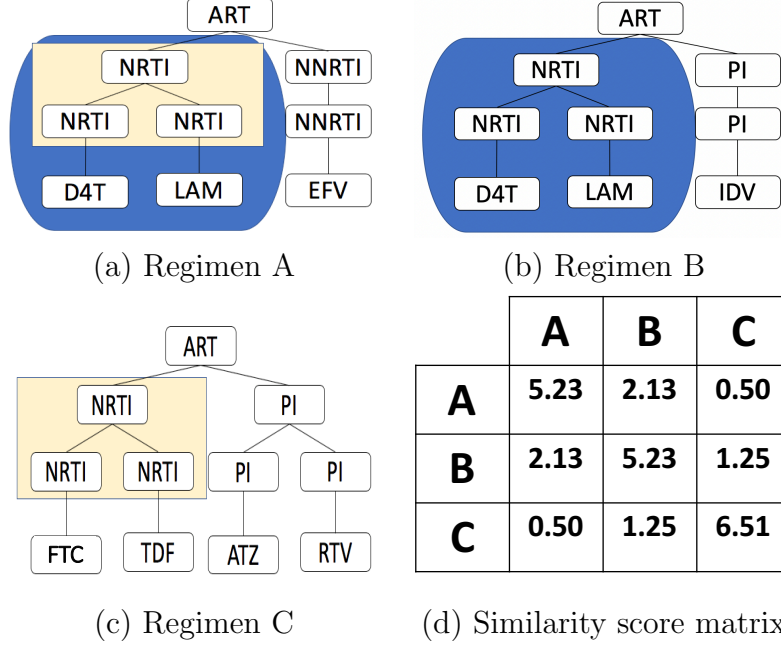 ART
NRTI NNRTI
NRTI NRTI NNRTI
D4T LAM EFV
(a) Regimen A
ART
NRTI PI
NRTI NRTI PI
D4T LAM IDV
(b) Regimen B
ART
NRTI PI
NRTI NRTI PI PI
FTC TDF ATZ RTV
(c) Regimen C
A B C
A 5.23 2.13 0.50
B 2.13 5.23 1.25
C 0.50 1.25 6.51
(d) Similarity score matrix